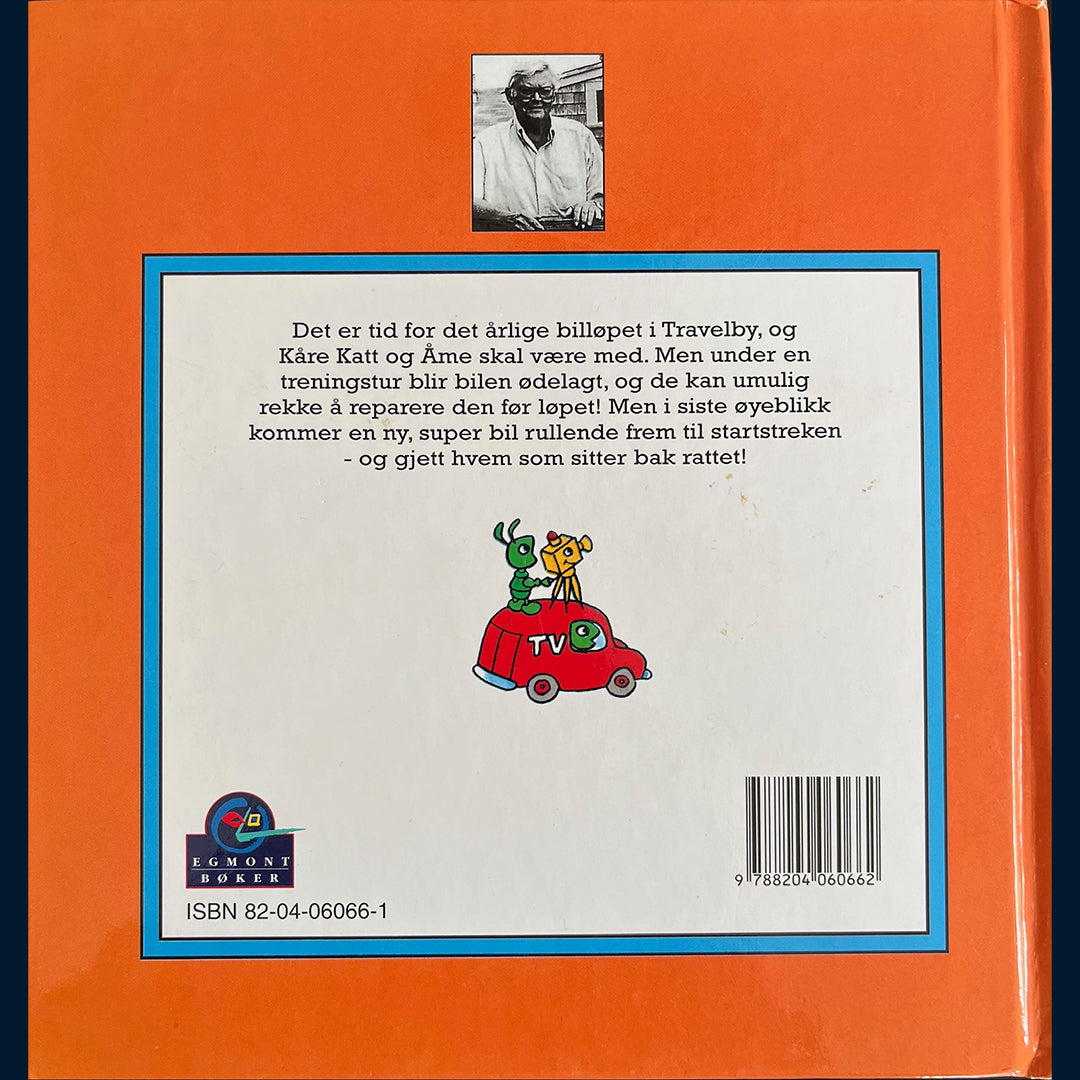 Det er tid for det årlige billøpet i Travelby, og
Kåre Katt og Åme skal være med. Men under en
treningstur blir bilen ødelagt, og de kan umulig
rekke å reparere den før løpet! Men i siste øyeblikk
kommer en ny, super bil rullende frem til startstreken
- og gjett hvem som sitter bak rattet!
TV
EGMONT
BØKER
ISBN 82-04-06066-1
9 788204 060662